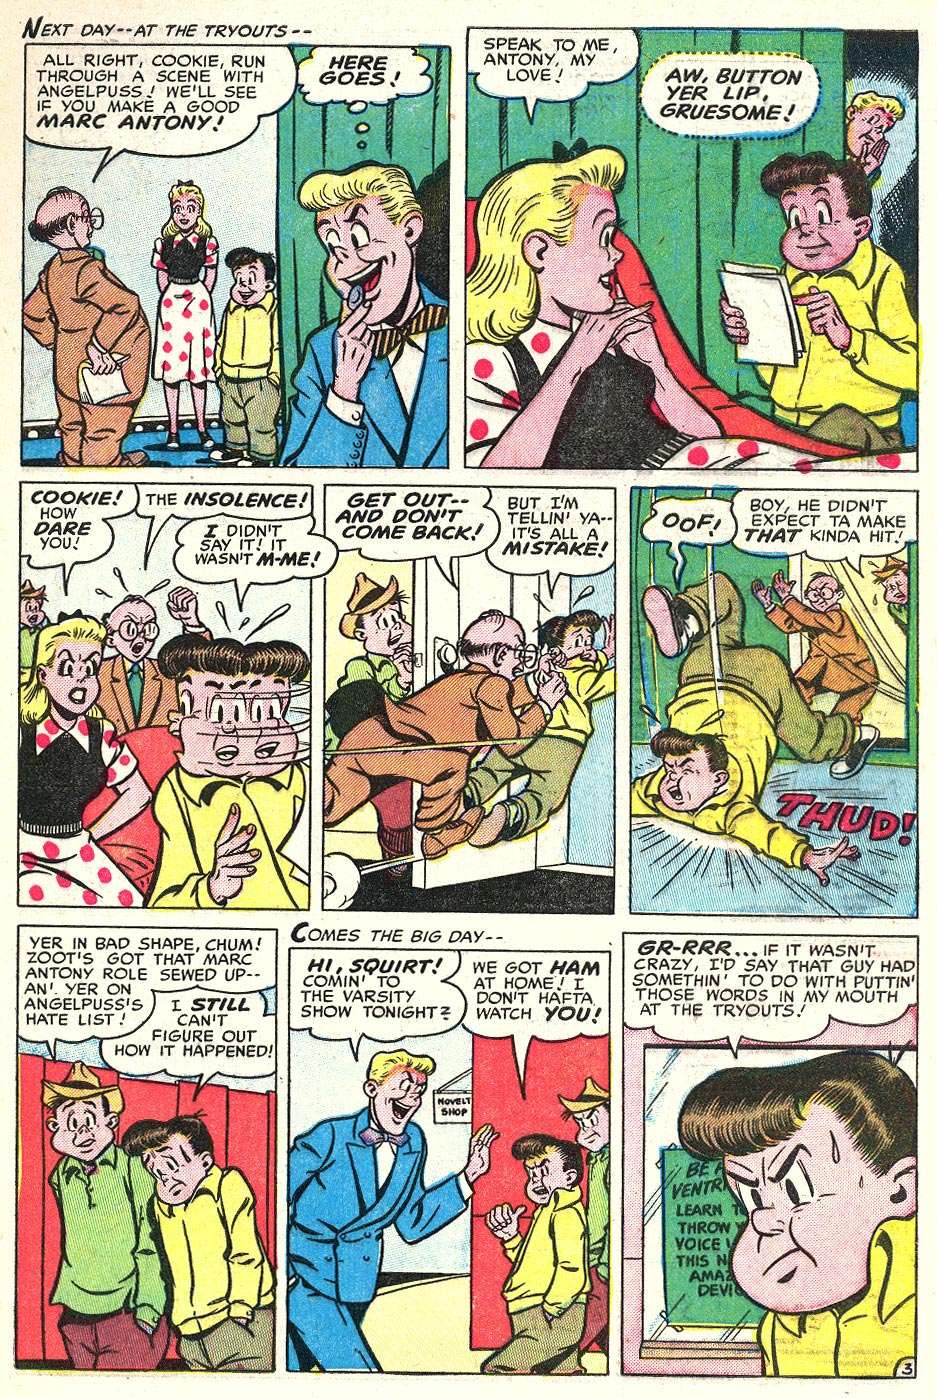 NEXT DAY--AT THE TRYOUTS--
ALL RIGHT, COOKIE, RUN
THROUGH A SCENE WITH
ANGELPUSS! WE'LL SEE
IF YOU MAKE A GOOD
MARC ANTONY!
HERE
GOES!
SPEAK TO ME,
ANTONY, MY
LOVE!
AW, BUTTON
YER LIP,
GRUESOME!
COOKIE!
HOW
DARE
YOU!
THE INSOLENCE!
I DIDN'T
SAY IT! IT
WASN'T M-ME!
GET OUT--
AND DON'T
COME BACK!
BUT I'M
TELLIN' YA--
IT'S ALL A
MISTAKE!
OOF!
BOY, HE DIDN'T
EXPECT TA MAKE
THAT KINDA HIT!
THUD!
YER IN BAD SHAPE, CHUM!
ZOOT'S GOT THAT MARC
ANTONY ROLE SEWED UP--
AN' YER ON
ANGELPUSS'S
HATE LIST!
I STILL
CAN'T
FIGURE OUT
HOW IT HAPPENED!
COMES THE BIG DAY--
HI, SQUIRT!
COMIN' TO
THE VARSITY
SHOW TONIGHT?
WE GOT HAM
AT HOME! I
DON'T HAFTA
WATCH YOU!
NOVELT
SHOP
GR-RRR...IF IT WASN'T
CRAZY, I'D SAY THAT GUY HAD
SOMETHIN' TO DO WITH PUTTIN'
THOSE WORDS IN MY MOUTH
AT THE TRYOUTS!
BE A
VENTR
LEARN T
THROW Y
VOICE W
THIS N
AMAZ
DEVIC
3